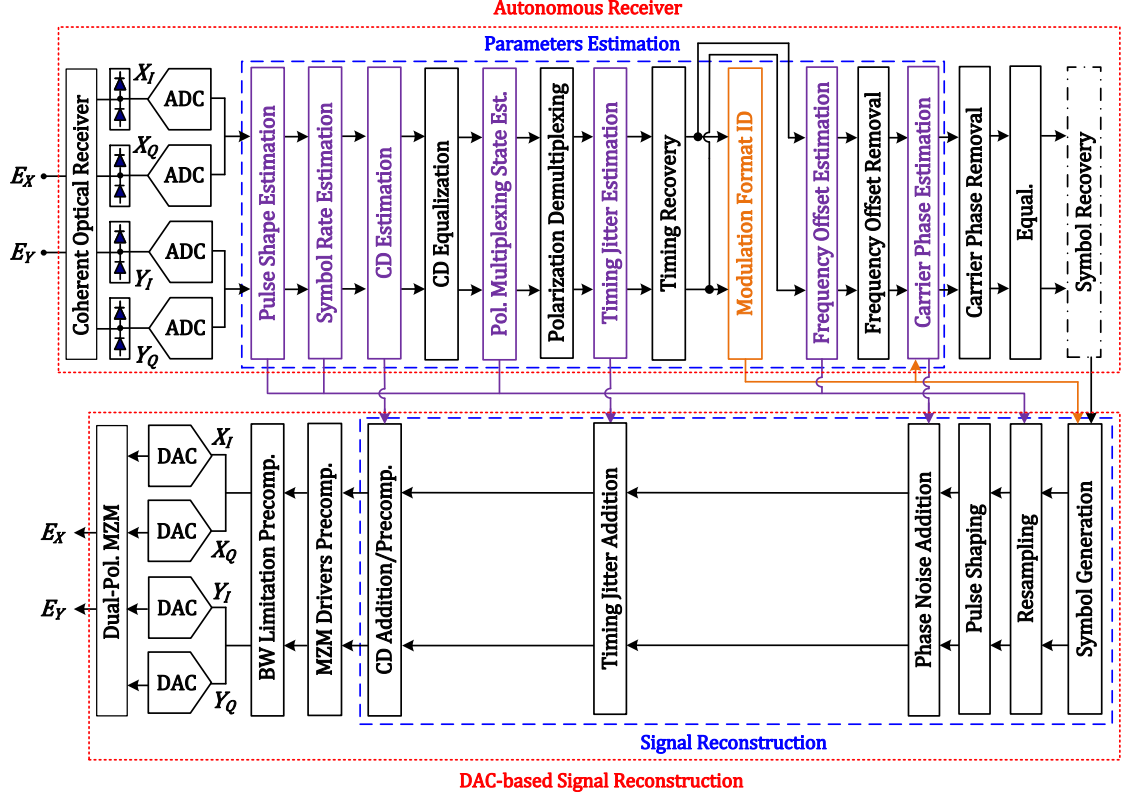 Autonomous Receiver
Parameters Estimation
E_X
E_Y
Coherent Optical Receiver
X_I
X_Q
Y_I
Y_Q
ADC
ADC
ADC
ADC
Pulse Shape Estimation
Symbol Rate Estimation
CD Estimation
CD Equalization
Pol. Multiplexing State Est.
Polarization Demultiplexing
Timing Jitter Estimation
Timing Recovery
Modulation Format ID
Frequency Offset Estimation
Frequency Offset Removal
Carrier Phase Estimation
Carrier Phase Removal
Equal.
Symbol Recovery
E_X
E_Y
Dual-Pol. MZM
DAC
DAC
DAC
DAC
X_I
X_Q
Y_I
Y_Q
BW Limitation Precomp.
MZM Drivers Precomp.
CD Addition/Precomp.
Timing Jitter Addition
Phase Noise Addition
Pulse Shaping
Resampling
Symbol Generation
Signal Reconstruction
DAC-based Signal Reconstruction